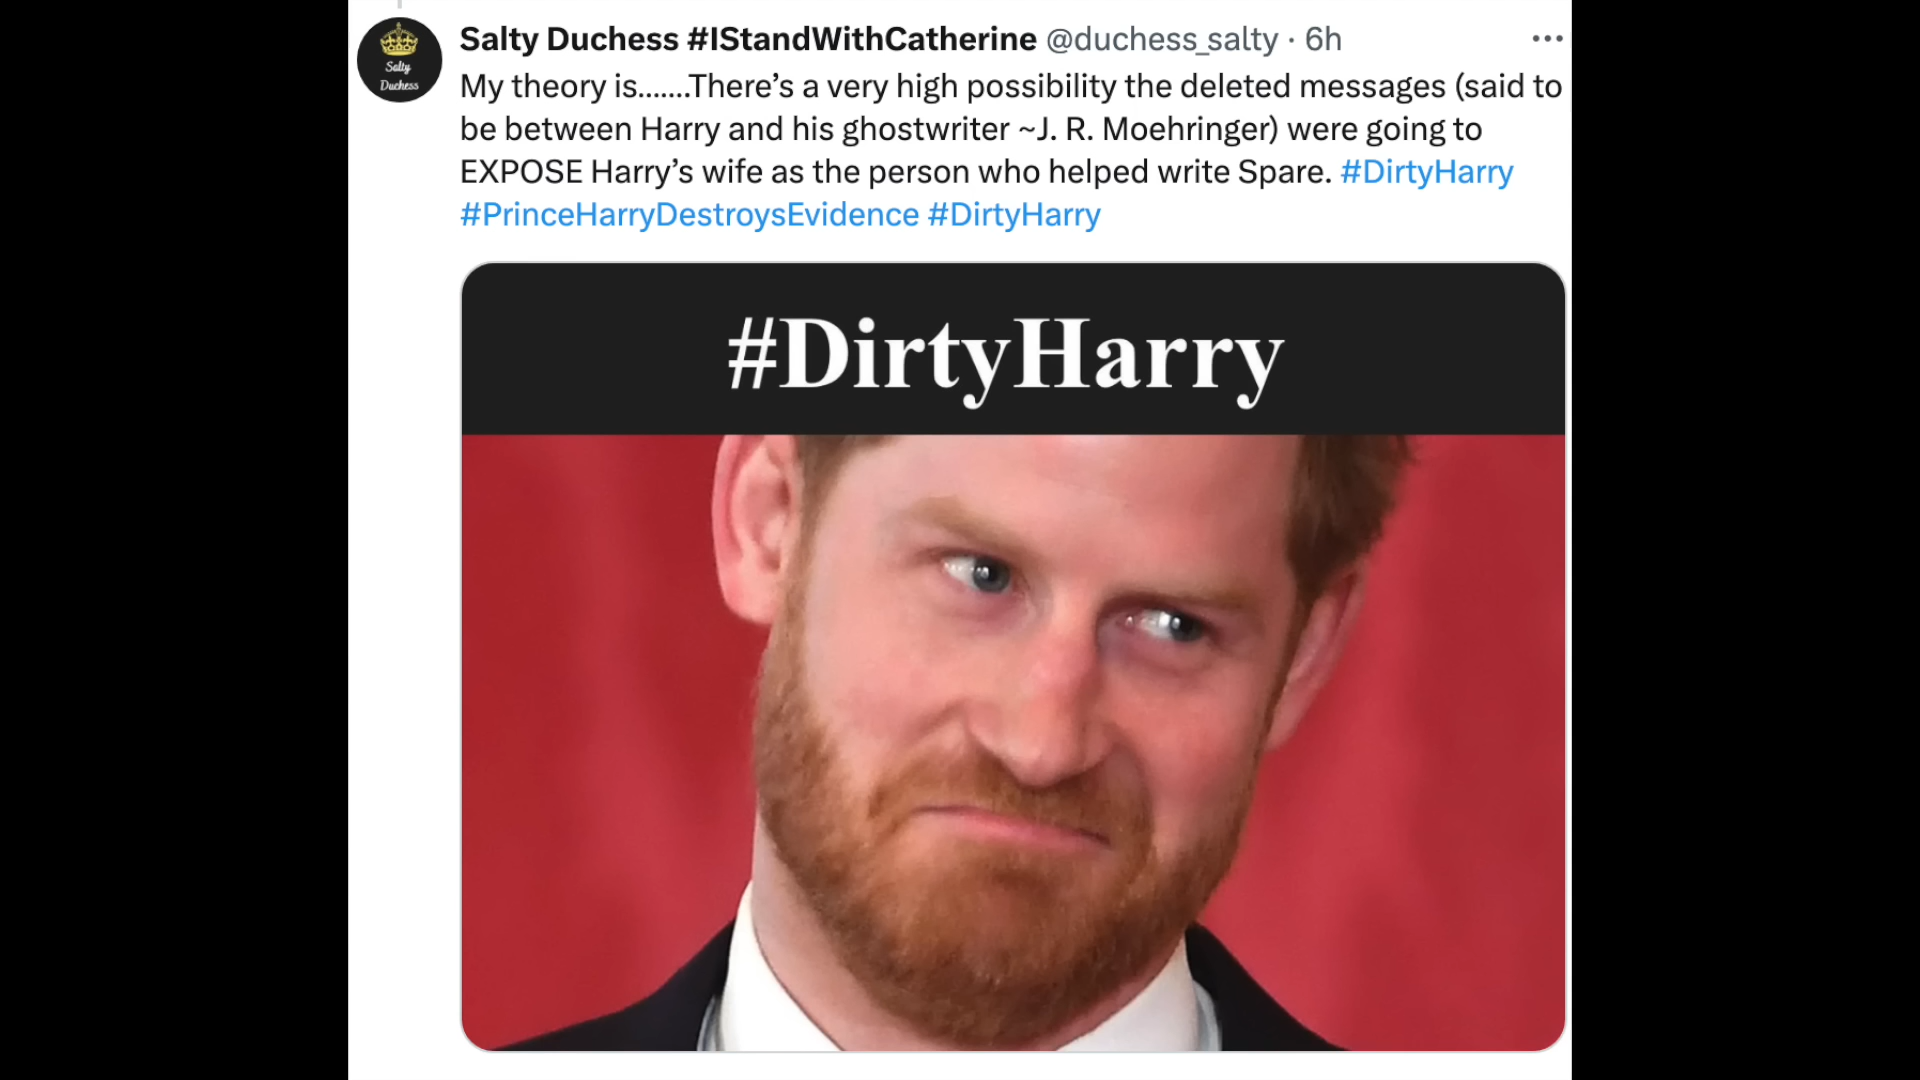 Salty Duchess
Salty Duchess #IStandWithCatherine @duchess_salty · 6h
My theory is.......There’s a very high possibility the deleted messages (said to
be between Harry and his ghostwriter ~J. R. Moehringer) were going to
EXPOSE Harry’s wife as the person who helped write Spare. #DirtyHarry
#PrinceHarryDestroysEvidence #DirtyHarry
#DirtyHarry